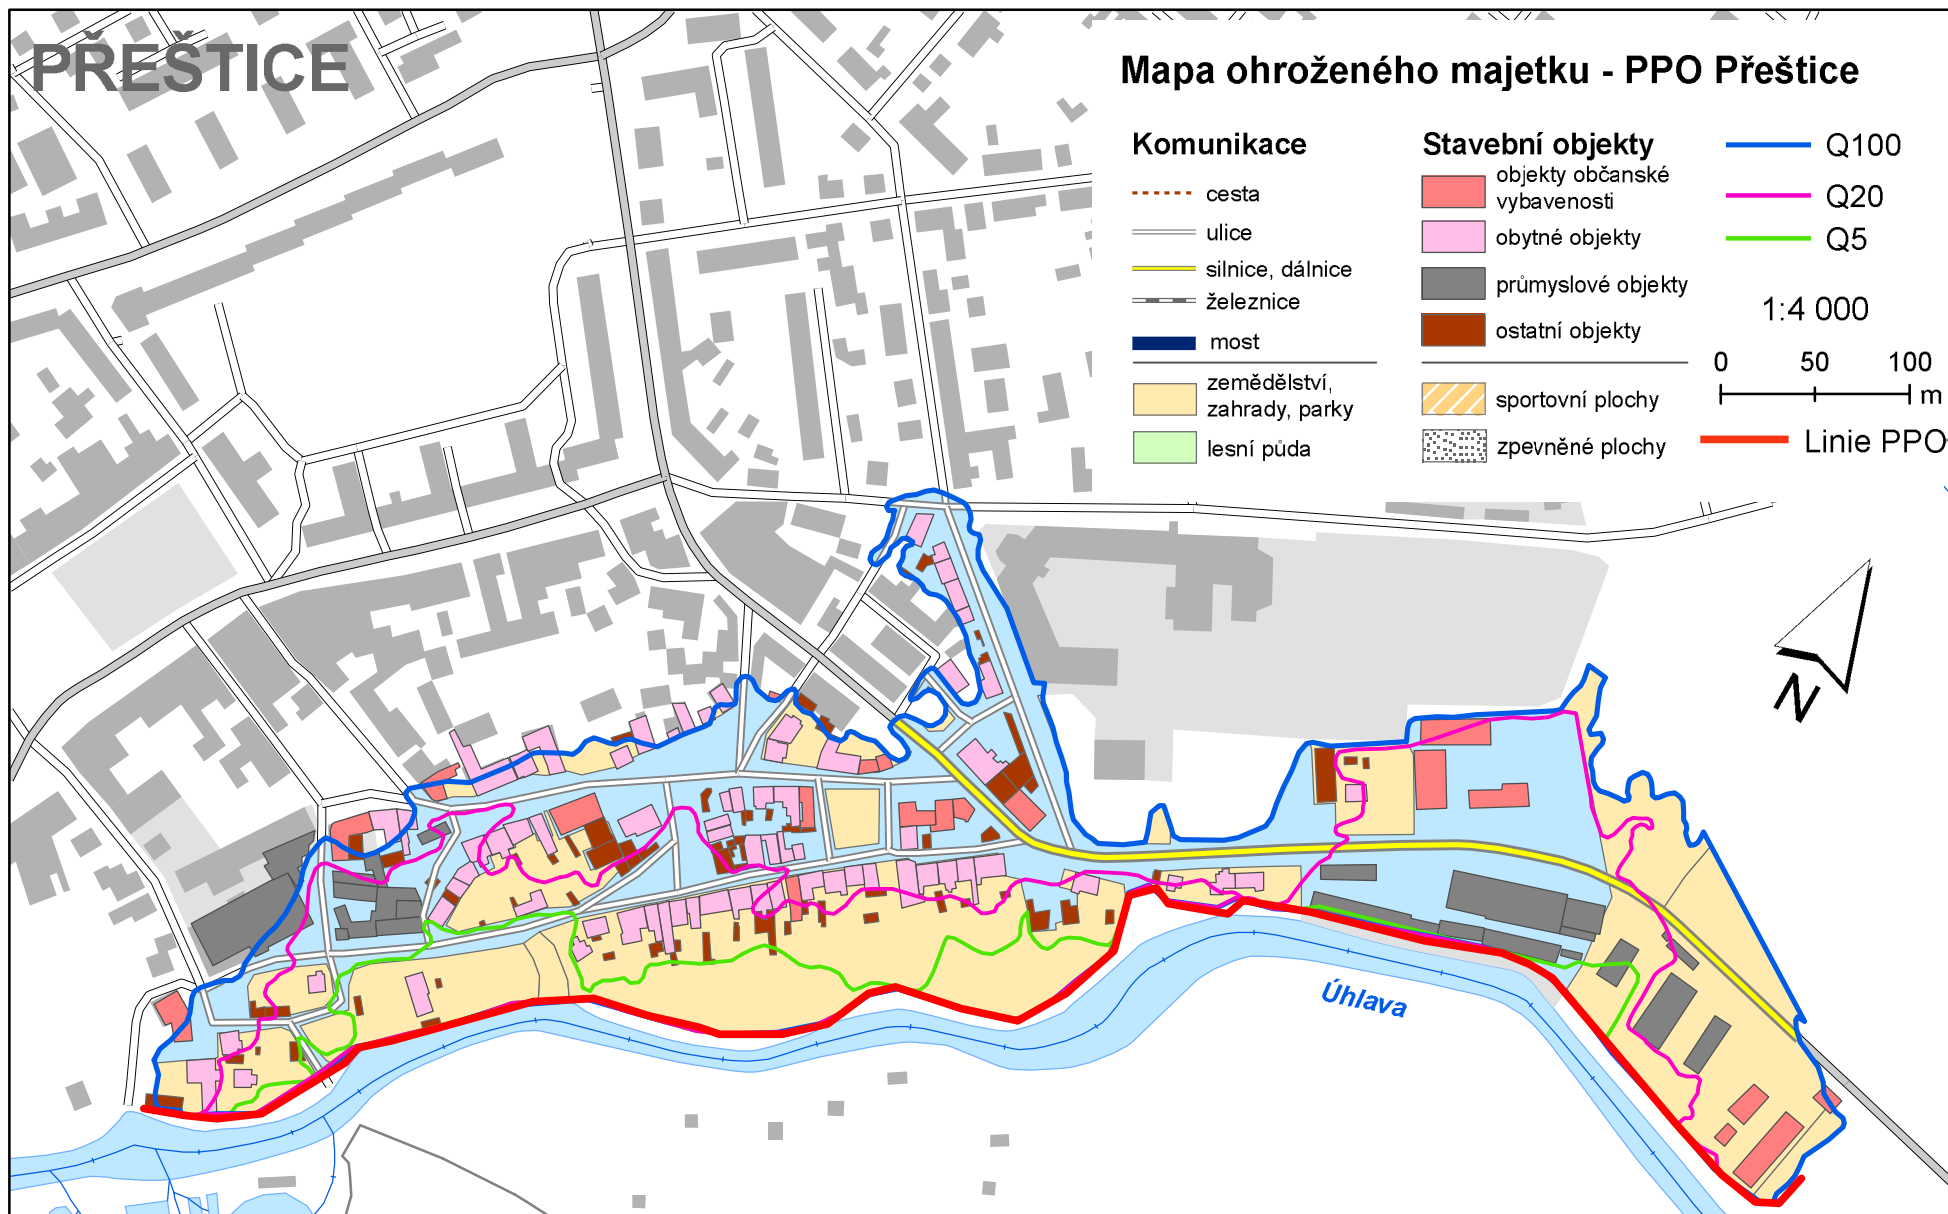 PŘEŠTICE
Mapa ohroženého majetku - PPO Přeštice
Komunikace
cesta
ulice
silnice, dálnice
železnice
most
zemědělství,
zahrady, parky
lesní půda
Stavební objekty
objekty občanské
vybavenosti
obytné objekty
průmyslové objekty
ostatní objekty
sportovní plochy
zpevněné plochy
Q100
Q20
Q5
1:4 000
0 50 100
m
Linie PPO
N
Úhlava